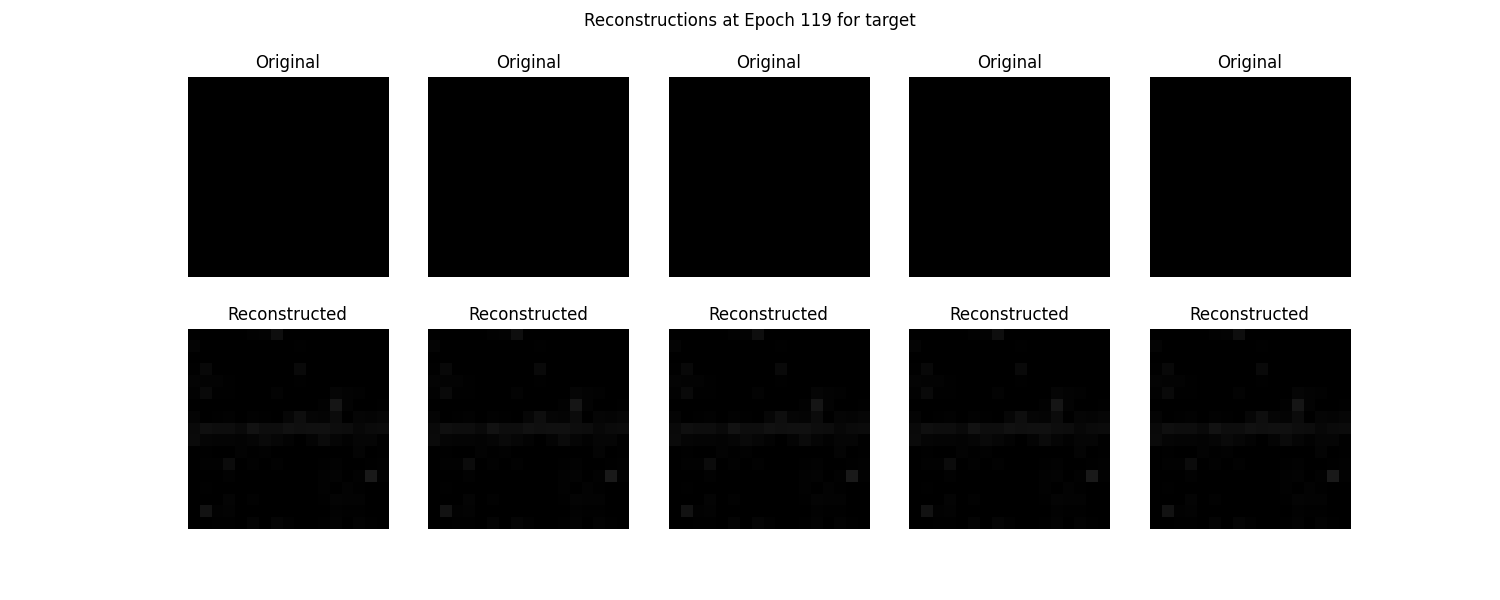 Reconstructions at Epoch 119 for target
Original Original Original Original Original
Reconstructed Reconstructed Reconstructed Reconstructed Reconstructed